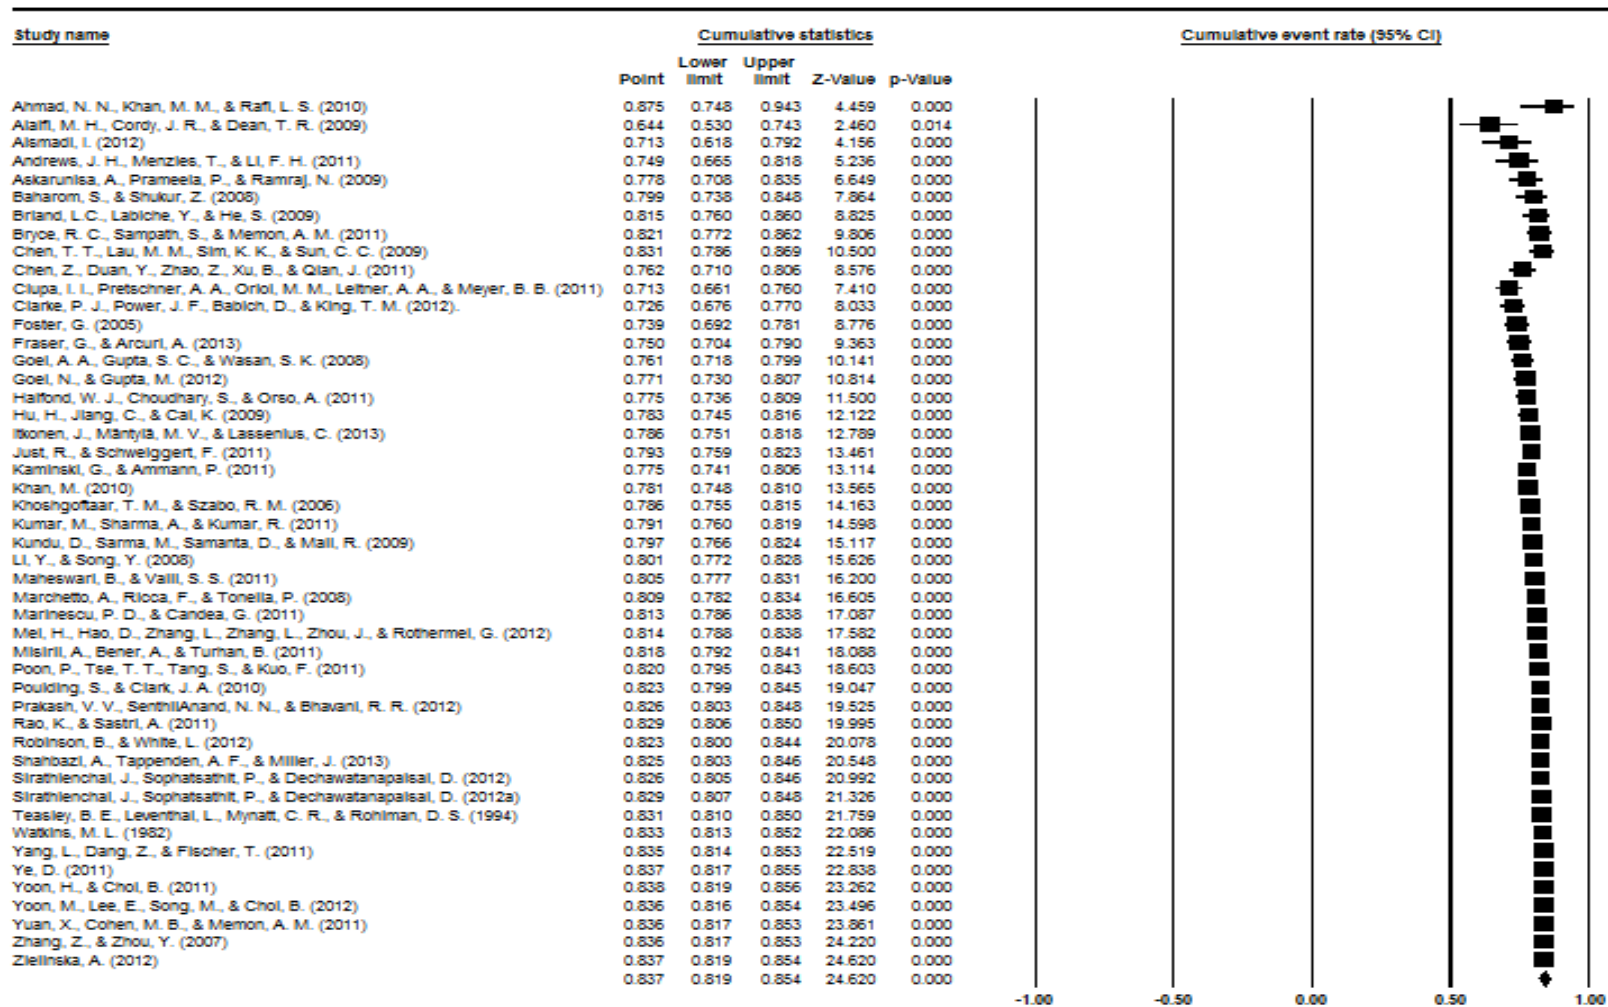 Study name Cumulative statistics Cumulative event rate (95% CI)
Lower Upper
Point limit limit Z-Value p-Value
Ahmad, N. N., Khan, M. M., & Rafi, L. S. (2010) 0.875 0.748 0.943 4.459 0.000
Alalfi, M. H., Cordy, J. R., & Dean, T. R. (2009) 0.644 0.530 0.743 2.460 0.014
Alsmadi, I. (2012) 0.713 0.618 0.792 4.156 0.000
Andrews, J. H., Menzies, T., & Li, F. H. (2011) 0.749 0.665 0.818 5.236 0.000
Askarunisa, A., Prameela, P., & Ramraj, N. (2009) 0.778 0.708 0.835 6.649 0.000
Baharom, S., & Shukur, Z. (2008) 0.799 0.738 0.848 7.864 0.000
Briand, L.C., Labiche, Y., & He, S. (2009) 0.815 0.760 0.860 8.825 0.000
Bryce, R. C., Sampath, S., & Memon, A. M. (2011) 0.821 0.772 0.862 9.806 0.000
Chen, T. T., Lau, M. M., Sim, K. K., & Sun, C. C. (2009) 0.831 0.786 0.869 10.500 0.000
Chen, Z., Duan, Y., Zhao, Z., Xu, B., & Qian, J. (2011) 0.762 0.710 0.806 8.576 0.000
Ciupa, I. I., Pretschner, A. A., Oriol, M. M., Leitner, A. A., & Meyer, B. B. (2011) 0.713 0.661 0.760 7.410 0.000
Clarke, P. J., Power, J. F., Babich, D., & King, T. M. (2012). 0.726 0.676 0.770 8.033 0.000
Foster, G. (2005) 0.739 0.692 0.781 8.776 0.000
Fraser, G., & Arcuri, A. (2013) 0.750 0.704 0.790 9.363 0.000
Goel, A. A., Gupta, S. C., & Wasan, S. K. (2008) 0.761 0.718 0.799 10.141 0.000
Goel, N., & Gupta, M. (2012) 0.771 0.730 0.807 10.814 0.000
Halfond, W. J., Choudhary, S., & Orso, A. (2011) 0.775 0.736 0.809 11.500 0.000
Hu, H., Jiang, C., & Cai, K. (2009) 0.783 0.745 0.816 12.122 0.000
Itkonen, J., Mäntylä, M. V., & Lassenius, C. (2013) 0.786 0.751 0.818 12.789 0.000
Just, R., & Schweiggert, F. (2011) 0.793 0.759 0.823 13.461 0.000
Kaminski, G., & Ammann, P. (2011) 0.775 0.741 0.806 13.114 0.000
Khan, M. (2010) 0.781 0.748 0.810 13.565 0.000
Khoshgoftaar, T. M., & Szabo, R. M. (2006) 0.786 0.755 0.815 14.163 0.000
Kumar, M., Sharma, A., & Kumar, R. (2011) 0.791 0.760 0.819 14.598 0.000
Kundu, D., Sarma, M., Samanta, D., & Mall, R. (2009) 0.797 0.766 0.824 15.117 0.000
Li, Y., & Song, Y. (2008) 0.801 0.772 0.828 15.626 0.000
Maheswari, B., & Valli, S. S. (2011) 0.805 0.777 0.831 16.200 0.000
Marchetto, A., Ricca, F., & Tonella, P. (2008) 0.809 0.782 0.834 16.605 0.000
Marinescu, P. D., & Candea, G. (2011) 0.813 0.786 0.838 17.087 0.000
Mei, H., Hao, D., Zhang, L., Zhang, L., Zhou, J., & Rothermel, G. (2012) 0.814 0.788 0.838 17.582 0.000
Misirli, A., Bener, A., & Turhan, B. (2011) 0.818 0.792 0.841 18.088 0.000
Poon, P., Tse, T. T., Tang, S., & Kuo, F. (2011) 0.820 0.795 0.843 18.603 0.000
Poulding, S., & Clark, J. A. (2010) 0.823 0.799 0.845 19.047 0.000
Prakash, V. V., SenthilAnand, N. N., & Bhavani, R. R. (2012) 0.826 0.803 0.848 19.525 0.000
Rao, K., & Sastri, A. (2011) 0.829 0.806 0.850 19.995 0.000
Robinson, B., & White, L. (2012) 0.823 0.800 0.844 20.078 0.000
Shahbazi, A., Tappenden, A. F., & Miller, J. (2013) 0.825 0.803 0.846 20.548 0.000
Sirathienchai, J., Sophatsathit, P., & Dechawatanapaisal, D. (2012) 0.826 0.805 0.846 20.992 0.000
Sirathienchai, J., Sophatsathit, P., & Dechawatanapaisal, D. (2012a) 0.829 0.807 0.848 21.326 0.000
Teasley, B. E., Leventhal, L., Mynatt, C. R., & Rohlman, D. S. (1994) 0.831 0.810 0.850 21.759 0.000
Watkins, M. L. (1982) 0.833 0.813 0.852 22.086 0.000
Yang, L., Dang, Z., & Fischer, T. (2011) 0.835 0.814 0.853 22.519 0.000
Ye, D. (2011) 0.837 0.817 0.855 22.838 0.000
Yoon, H., & Choi, B. (2011) 0.838 0.819 0.856 23.262 0.000
Yoon, M., Lee, E., Song, M., & Choi, B. (2012) 0.836 0.816 0.854 23.496 0.000
Yuan, X., Cohen, M. B., & Memon, A. M. (2011) 0.836 0.817 0.853 23.861 0.000
Zhang, Z., & Zhou, Y. (2007) 0.836 0.817 0.853 24.220 0.000
Zielinska, A. (2012) 0.837 0.819 0.854 24.620 0.000
0.837 0.819 0.854 24.620 0.000
-1.00 -0.50 0.00 0.50 1.00